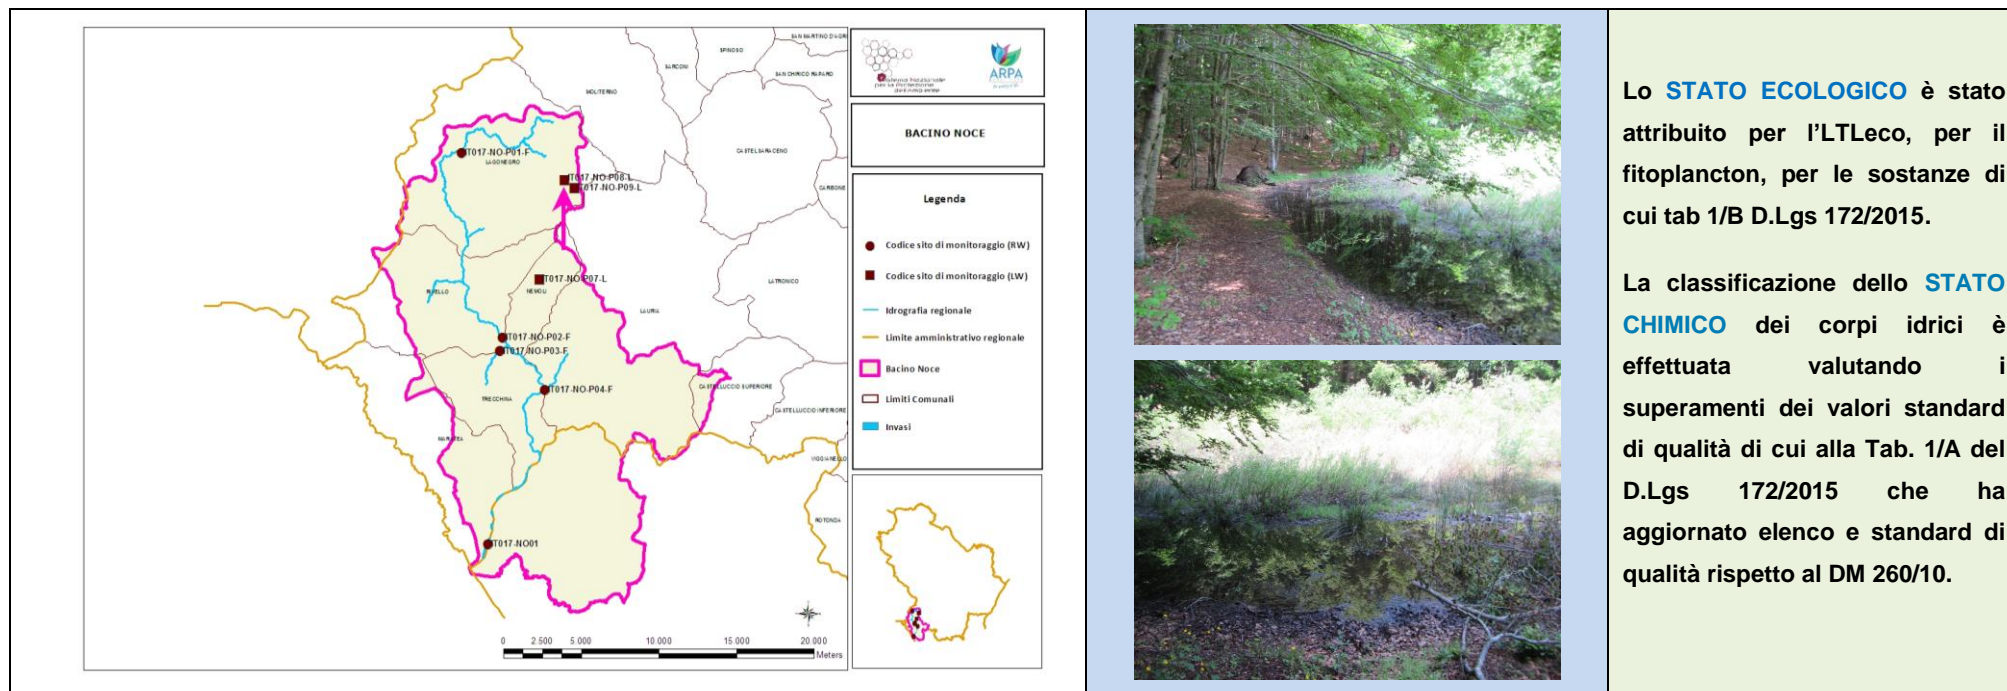 SAN MARTINO D'AGRI
SPINOSO
SARCONI
SAN CHIRICO RAPARO
MOLITERNO
CASTELSARACENO
CARBONE
LATRONICO
LAGONEGRO
IT017-NO-P01-F
IT017-NO-P08-L
IT017-NO-P09-L
IT017-NO-P07-L
RIVELLO
NEMOLI
LAURIA
IT017-NO-P02-F
IT017-NO-P03-F
IT017-NO-P04-F
TRECCHINA
CASTELLUCCIO SUPERIORE
CASTELLUCCIO INFERIORE
MARATEA
VIGGIANELLO
ROTONDA
IT017-NO01
0 2.500 5.000 10.000 15.000 20.000
Meters
ARPA
BACINO NOCE
Legenda
Codice sito di monitoraggio (RW)
Codice sito di monitoraggio (LW)
Idrografia regionale
Limite amministrativo regionale
Bacino Noce
Limiti Comunali
Invasi
Lo STATO ECOLOGICO è stato
attribuito per l'LTLeco, per il
fitoplancton, per le sostanze di
cui tab 1/B D.Lgs 172/2015.
La classificazione dello STATO
CHIMICO dei corpi idrici è
effettuata valutando i
superamenti dei valori standard
di qualità di cui alla Tab. 1/A del
D.Lgs 172/2015 che ha
aggiornato elenco e standard di
qualità rispetto al DM 260/10.